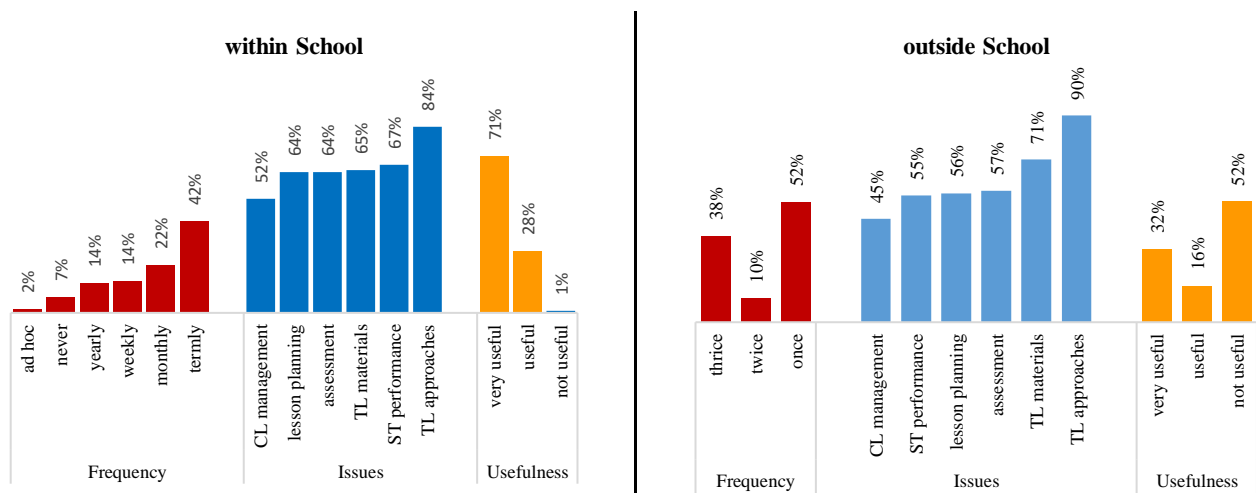 within School
2%
7%
14%
14%
22%
42%
52%
64%
64%
65%
67%
84%
71%
28%
1%
ad hoc
never
yearly
weekly
monthly
termly
CL management
lesson planning
assessment
TL materials
ST performance
TL approaches
very useful
useful
not useful
Frequency
Issues
Usefulness
outside School
38%
10%
52%
45%
55%
56%
57%
71%
90%
32%
16%
52%
thrice
twice
once
CL management
ST performance
lesson planning
assessment
TL materials
TL approaches
very useful
useful
not useful
Frequency
Issues
Usefulness